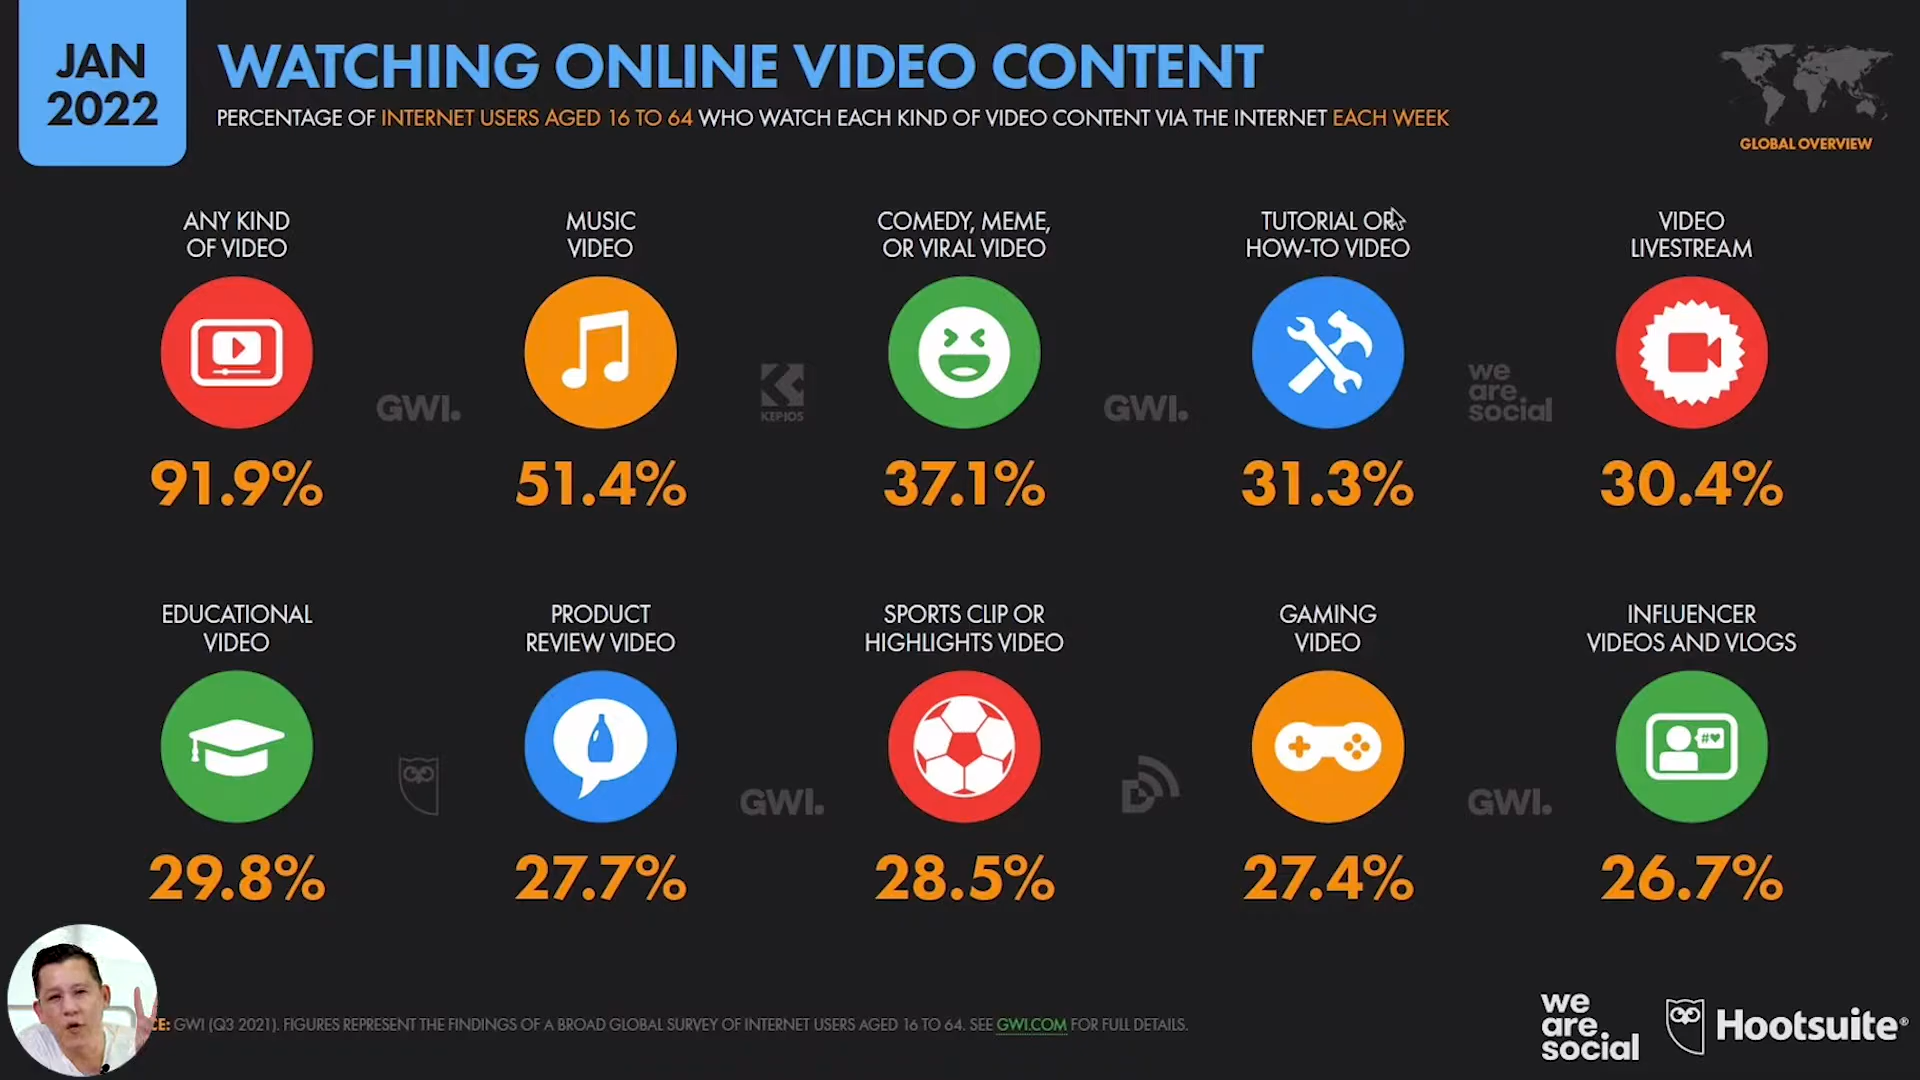 JAN
2022
WATCHING ONLINE VIDEO CONTENT
PERCENTAGE OF INTERNET USERS AGED 16 TO 64 WHO WATCH EACH KIND OF VIDEO CONTENT VIA THE INTERNET EACH WEEK
GLOBAL OVERVIEW
ANY KIND
OF VIDEO
91.9%
MUSIC
VIDEO
51.4%
COMEDY, MEME,
OR VIRAL VIDEO
37.1%
TUTORIAL OR
HOW-TO VIDEO
31.3%
VIDEO
LIVESTREAM
30.4%
GWI.
KEPIOS
GWI.
we
are.
social
EDUCATIONAL
VIDEO
29.8%
PRODUCT
REVIEW VIDEO
27.7%
SPORTS CLIP OR
HIGHLIGHTS VIDEO
28.5%
GAMING
VIDEO
27.4%
INFLUENCER
VIDEOS AND VLOGS
26.7%
GWI.
GWI.
#♥
CE: GWI (Q3 2021). FIGURES REPRESENT THE FINDINGS OF A BROAD GLOBAL SURVEY OF INTERNET USERS AGED 16 TO 64. SEE GWI.COM FOR FULL DETAILS.
we
are.
social
Hootsuite®